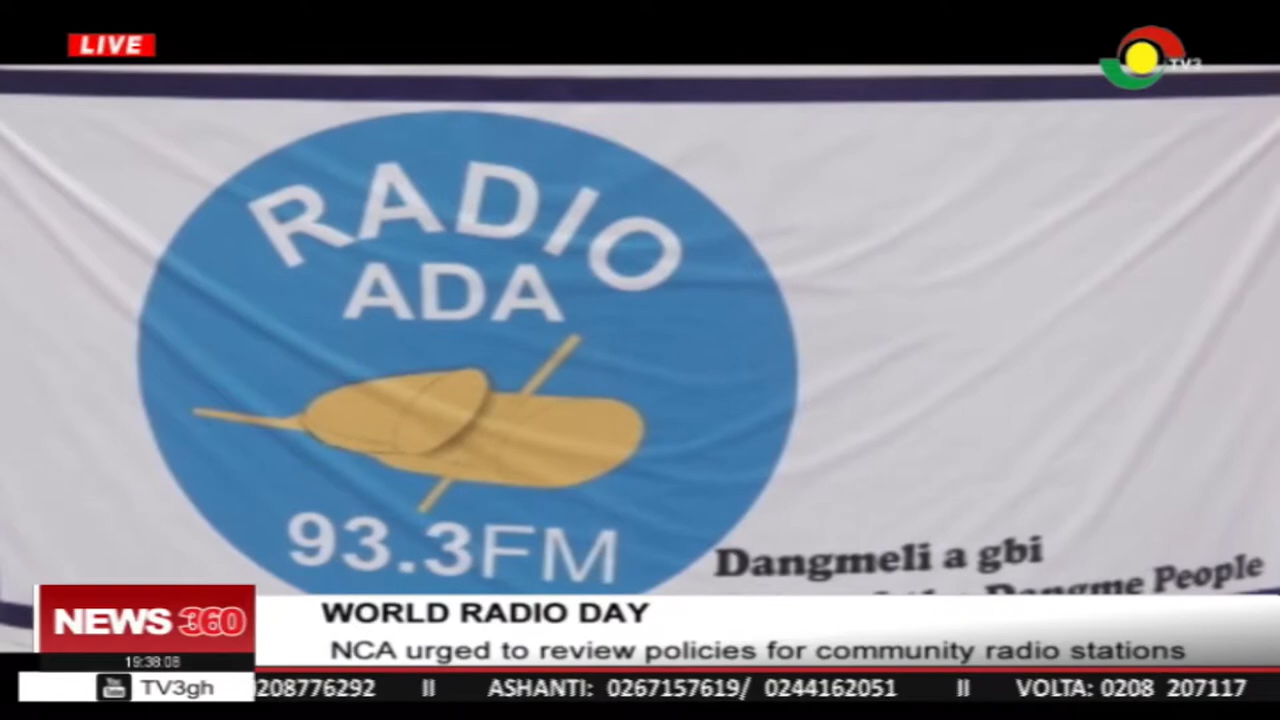 LIVE
TV3
RADIO
ADA
93.3FM
Dangmeli a gbi
Dangme People
WORLD RADIO DAY
NCA urged to review policies for community radio stations
NEWS 360
19:38:08
TV3gh
208776292 II ASHANTI: 0267157619/ 0244162051 II VOLTA: 0208 207117